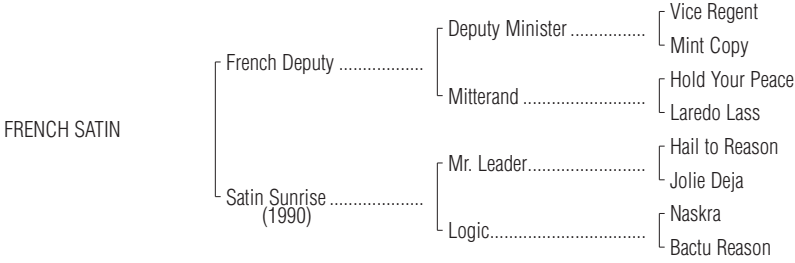 Vice Regent
Deputy Minister ................
Mint Copy
French Deputy ..................
Hold Your Peace
Mitterand ..........................
Laredo Lass
FRENCH SATIN
Hail to Reason
Mr. Leader.........................
Jolie Deja
Satin Sunrise ....................
(1990)
Naskra
Logic.................................
Bactu Reason